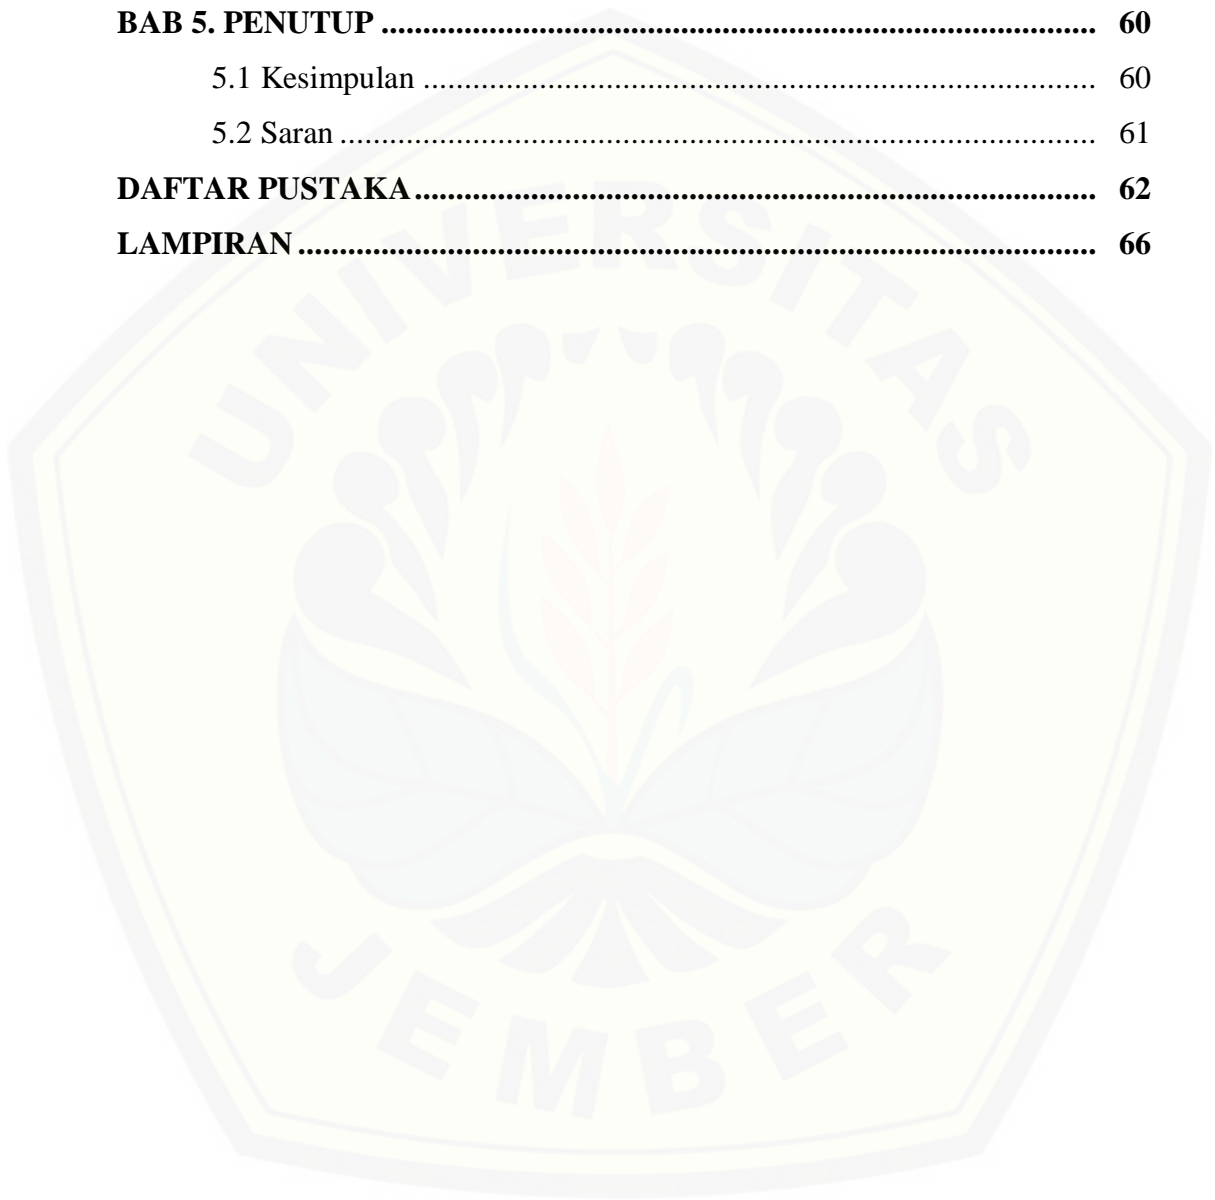 BAB 5. PENUTUP ..................................................................................... 60
5.1 Kesimpulan ................................................................................ 60
5.2 Saran .......................................................................................... 61
DAFTAR PUSTAKA ................................................................................. 62
LAMPIRAN ............................................................................................... 66
UNIVERSITAS
JEMBER